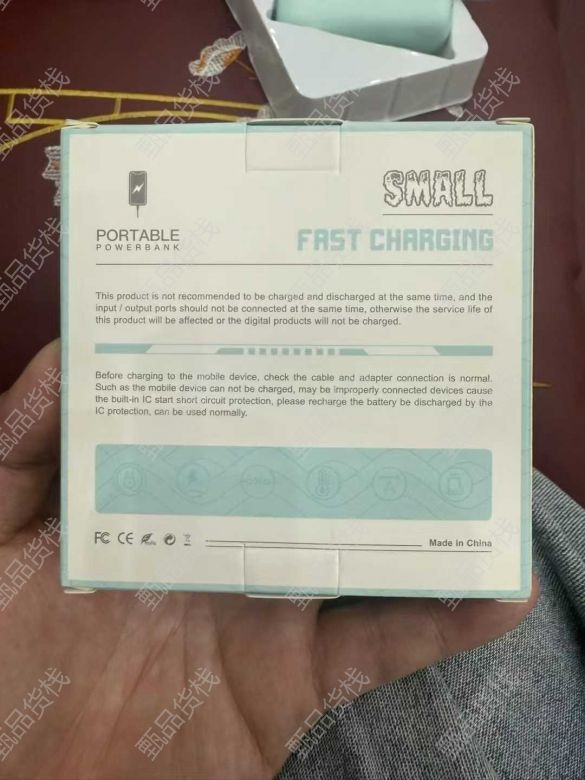 SMALL
PORTABLE
POWERBANK
FAST CHARGING
This product is not recommended to be charged and discharged at the same time, and the
input / output ports should not be connected at the same time, otherwise the service life of
this product will be affected or the digital products will not be charged.
Before charging to the mobile device, check the cable and adapter connection is normal.
Such as the mobile device can not be charged, may be improperly connected devices cause
the built-in IC start short circuit protection, please recharge the battery be discharged by the
IC protection, can be used normally.
FC CE
Made in China
甄品货栈